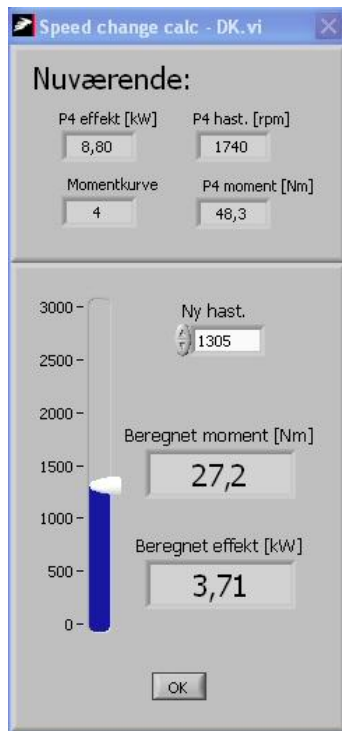 Speed change calc - DK.vi
Nuværende:
P4 effekt [kW] P4 hast. [rpm]
8,80 1740
Momentkurve P4 moment [Nm]
4 48,3
3000
Ny hast.
1305
2500
2000
Beregnet moment [Nm]
1500
27,2
1000
Beregnet effekt [kW]
500
3,71
0
OK